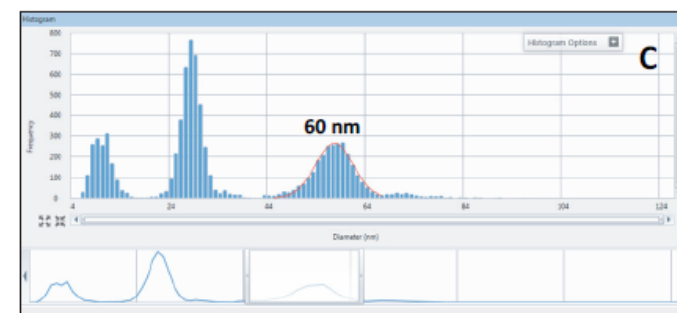 Histogram
800
700
600
500
400
300
200
100
0
Frequency
Histogram Options +
C
60 nm
4 24 44 64 84 104 124
Diameter (nm)